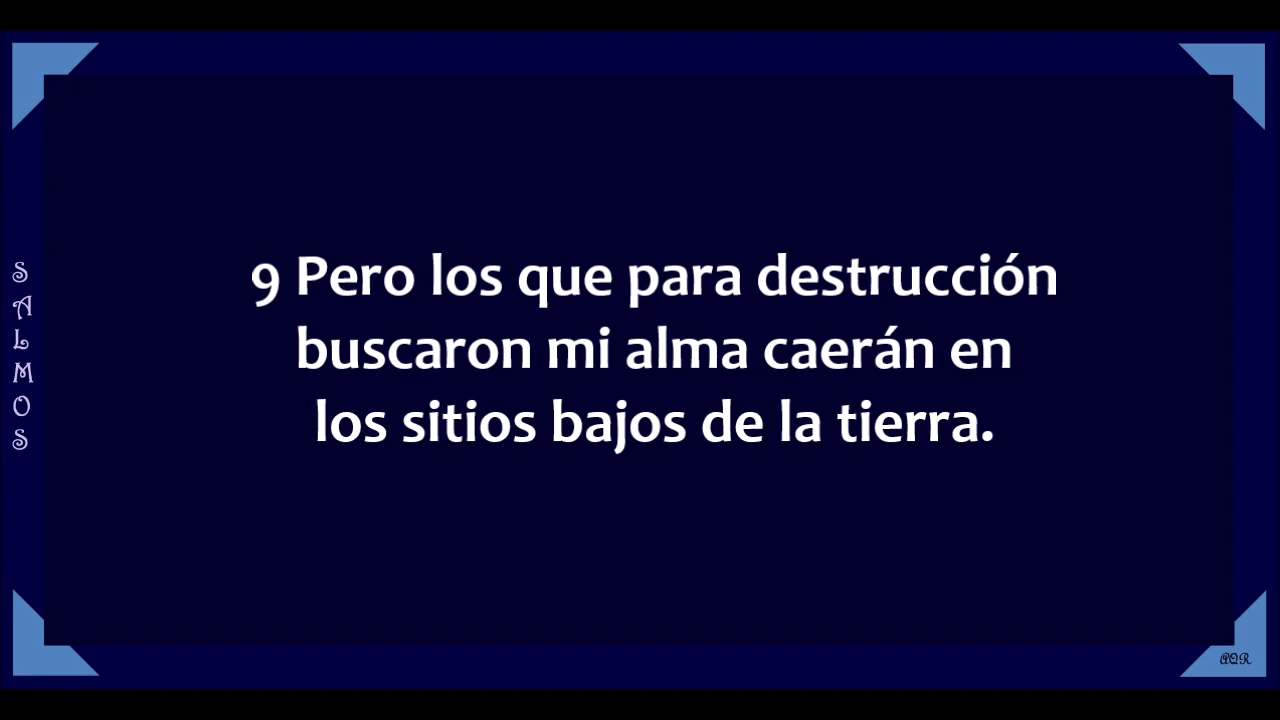 SALMOS
9 Pero los que para destrucción
buscaron mi alma caerán en
los sitios bajos de la tierra.